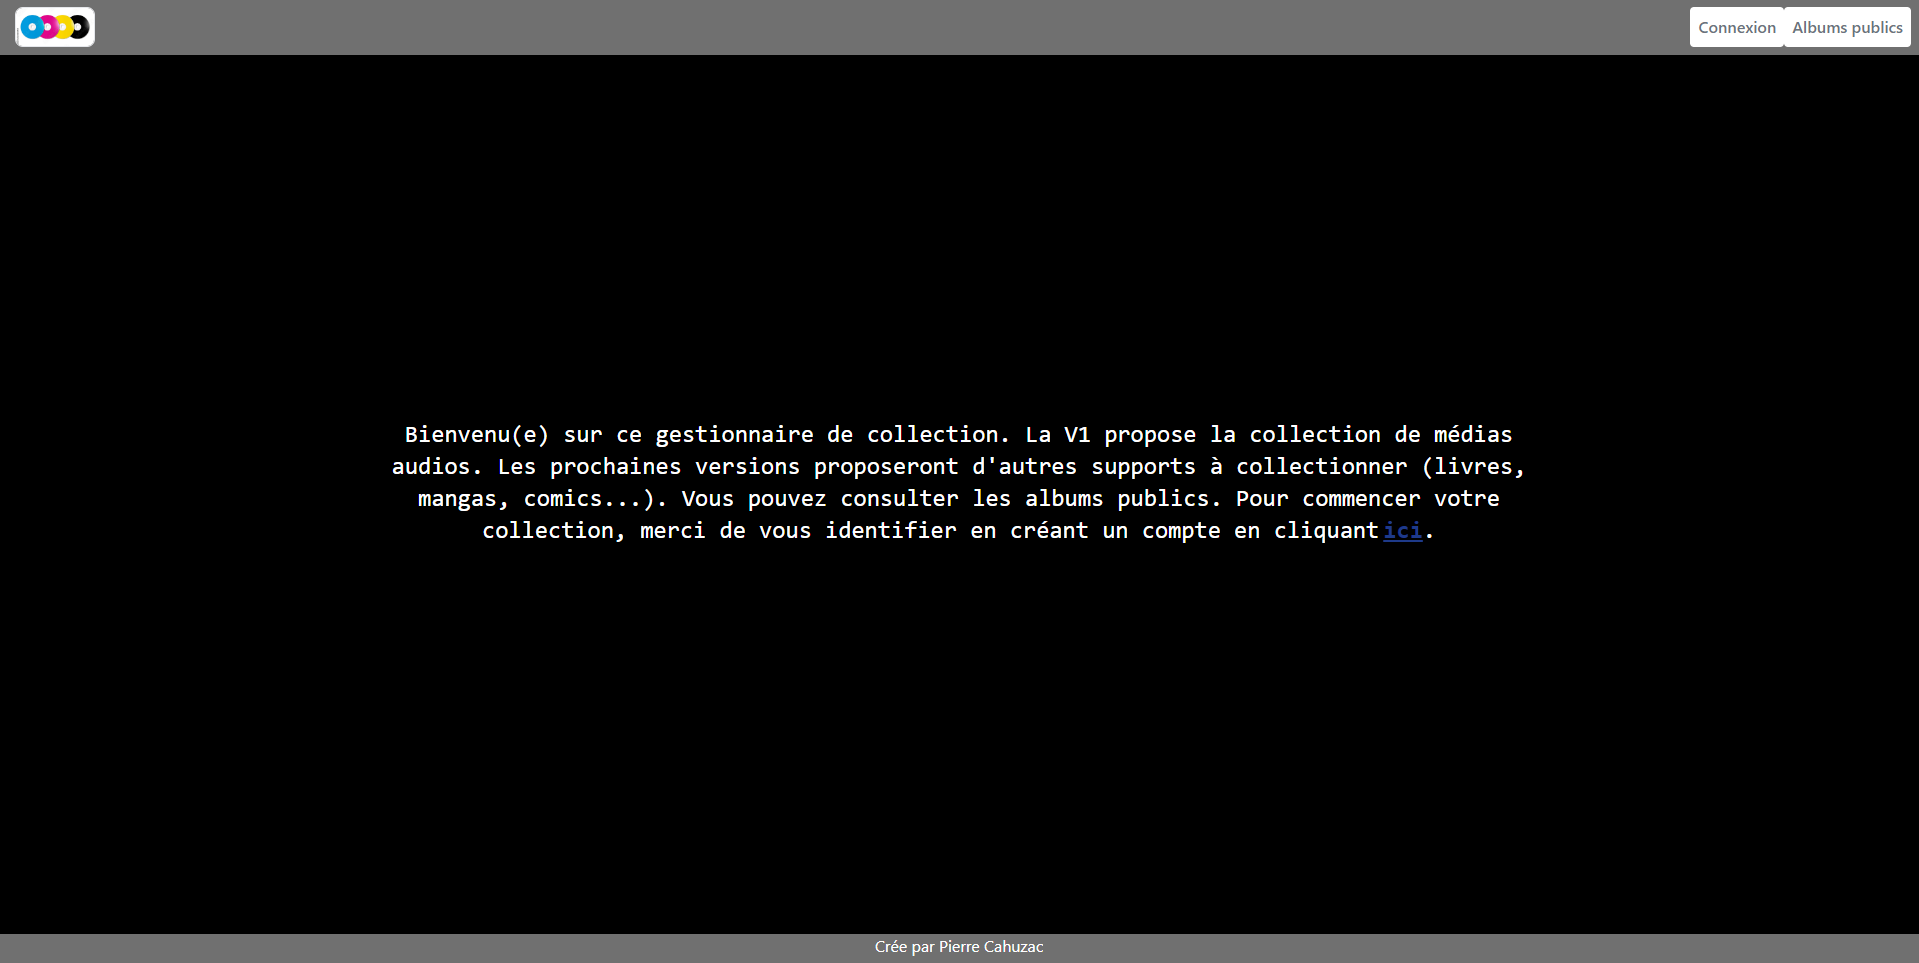 Connexion
Albums publics
Bienvenu(e) sur ce gestionnaire de collection. La V1 propose la collection de médias
audios. Les prochaines versions proposeront d'autres supports à collectionner (livres,
mangas, comics...). Vous pouvez consulter les albums publics. Pour commencer votre
collection, merci de vous identifier en créant un compte en cliquant ici.
Crée par Pierre Cahuzac